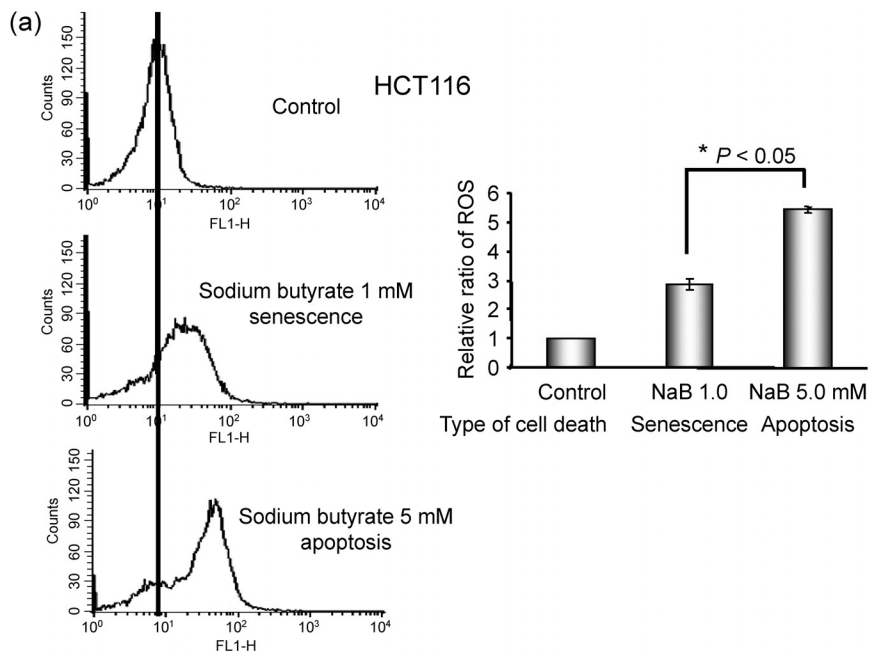 (a)
HCT116
150
120
90
60
30
0
Counts
Control
10⁰ 10¹ 10² 10³ 10⁴
FL1-H
150
120
90
60
30
0
Counts
Sodium butyrate 1 mM
senescence
10⁰ 10¹ 10² 10³ 10⁴
FL1-H
150
120
90
60
30
0
Counts
Sodium butyrate 5 mM
apoptosis
10⁰ 10¹ 10² 10³ 10⁴
FL1-H
* P < 0.05
Relative ratio of ROS
6
5
4
3
2
1
0
Control NaB 1.0 NaB 5.0 mM
Type of cell death Senescence Apoptosis